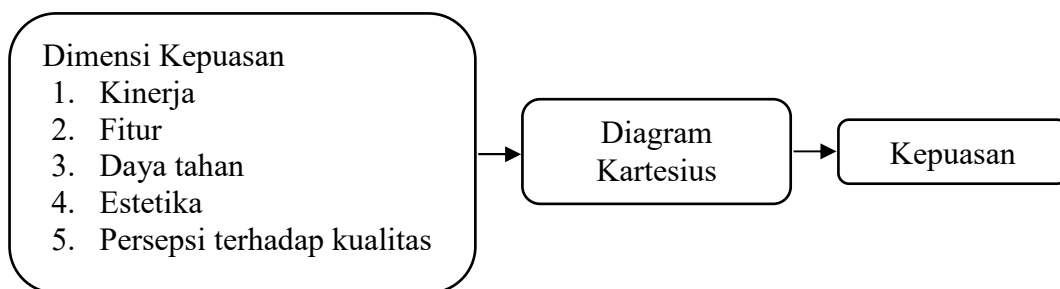 Dimensi Kepuasan
1. Kinerja
2. Fitur
3. Daya tahan
4. Estetika
5. Persepsi terhadap kualitas
Diagram
Kartesius
Kepuasan